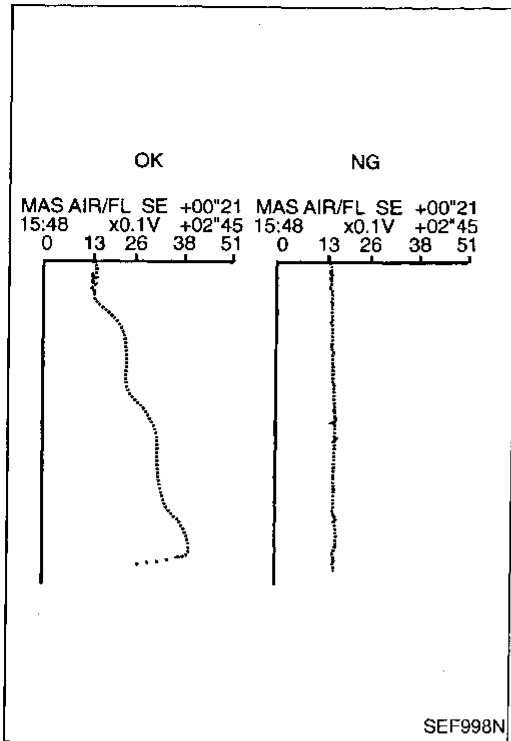 OK
MAS AIR/FL SE +00"21
15:48 x0.1V +02"45
0 13 26 38 51
NG
MAS AIR/FL SE +00"21
15:48 x0.1V +02"45
0 13 26 38 51
SEF998N